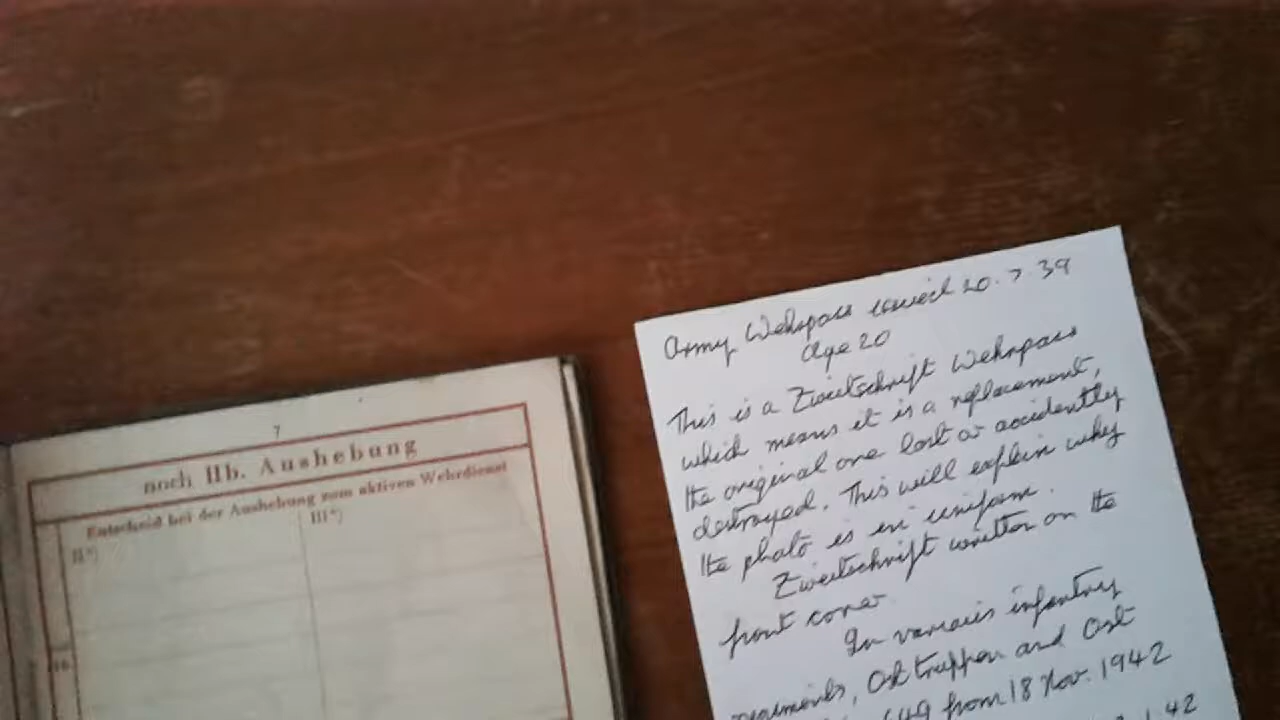 7
noch IIb. Aushebung
Entscheid bei der Aushebung zum aktiven Wehrdienst
II*)
III*)
Army Wehrpass issued 20.7.39
Age 20
This is a Zweitschrift Wehrpass
which means it is a replacement,
the original one lost or accidently
destroyed. This will explain why
the photo is in uniform.
Zweitschrift written on the
front cover
In various infantry
regiments, Ost truppen and Ost
649 from 18 Nov. 1942
42